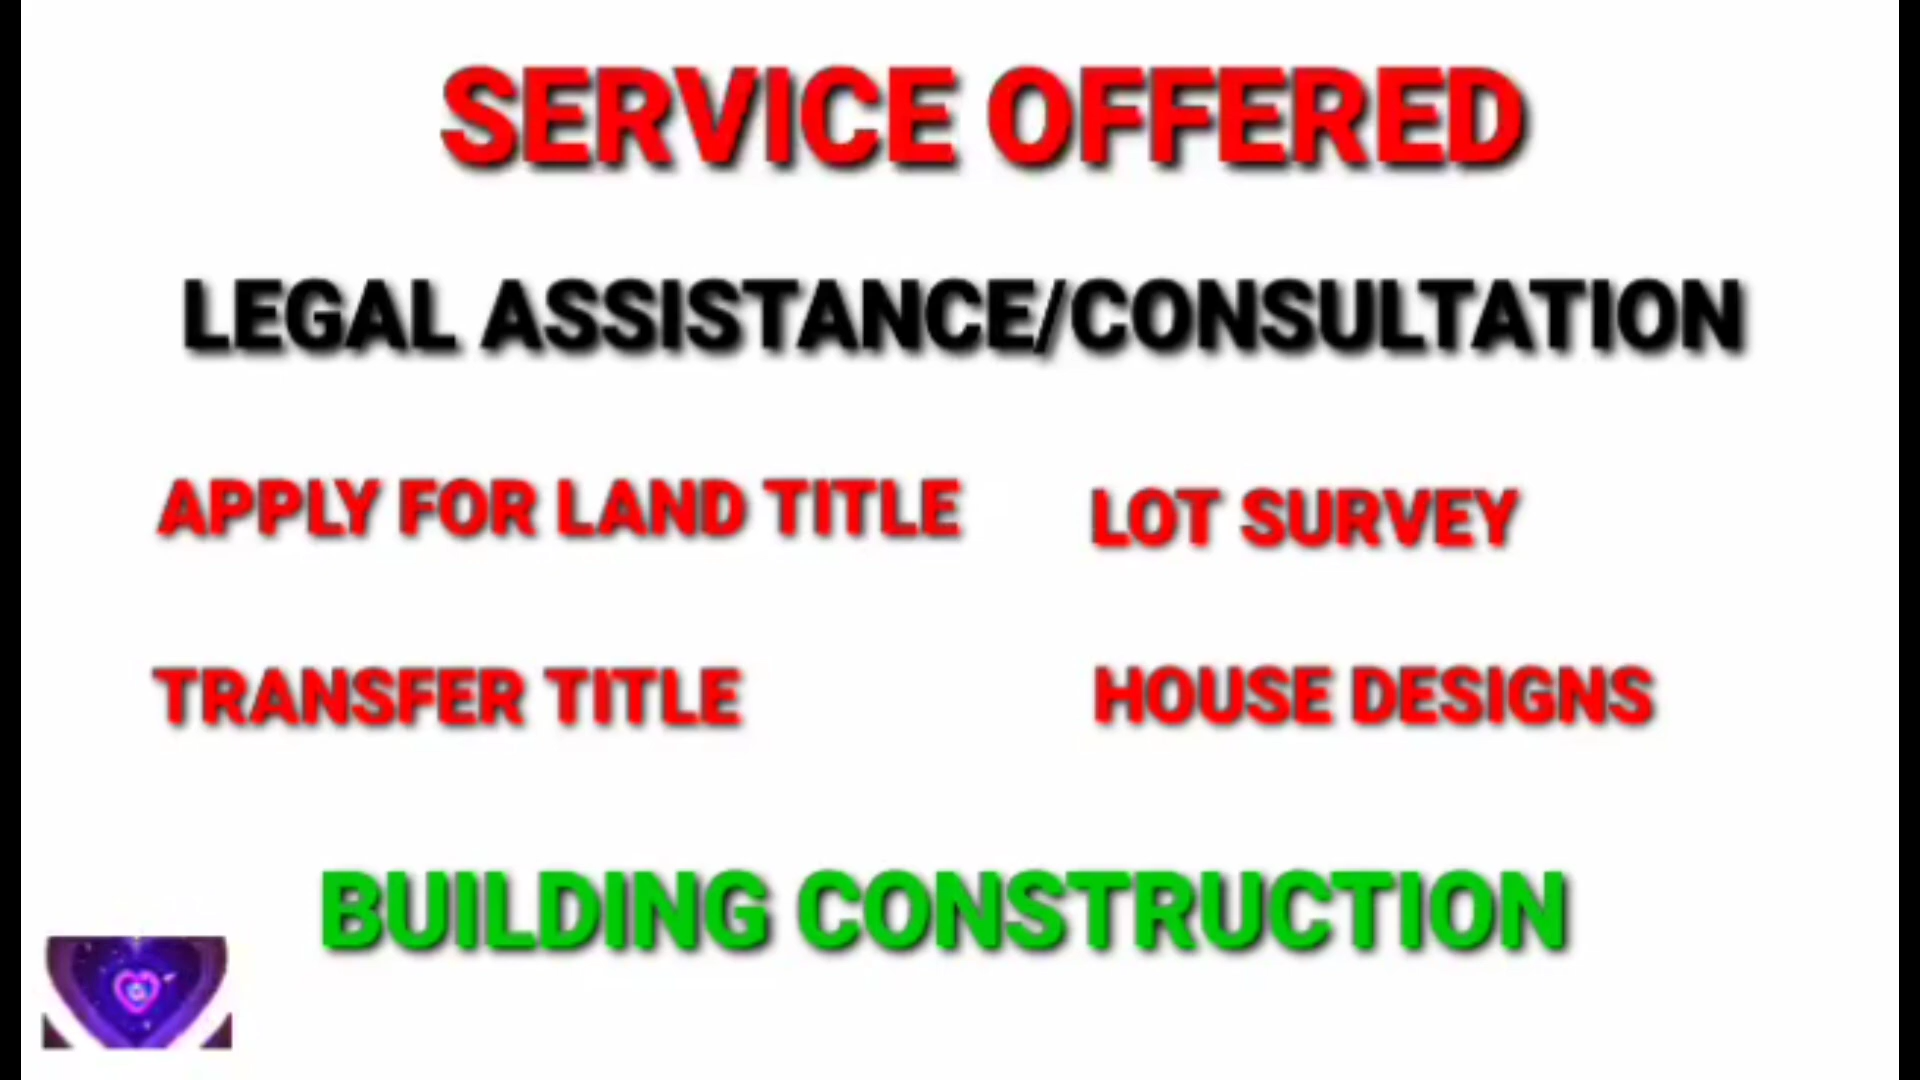 SERVICE OFFERED
LEGAL ASSISTANCE/CONSULTATION
APPLY FOR LAND TITLE
LOT SURVEY
TRANSFER TITLE
HOUSE DESIGNS
BUILDING CONSTRUCTION